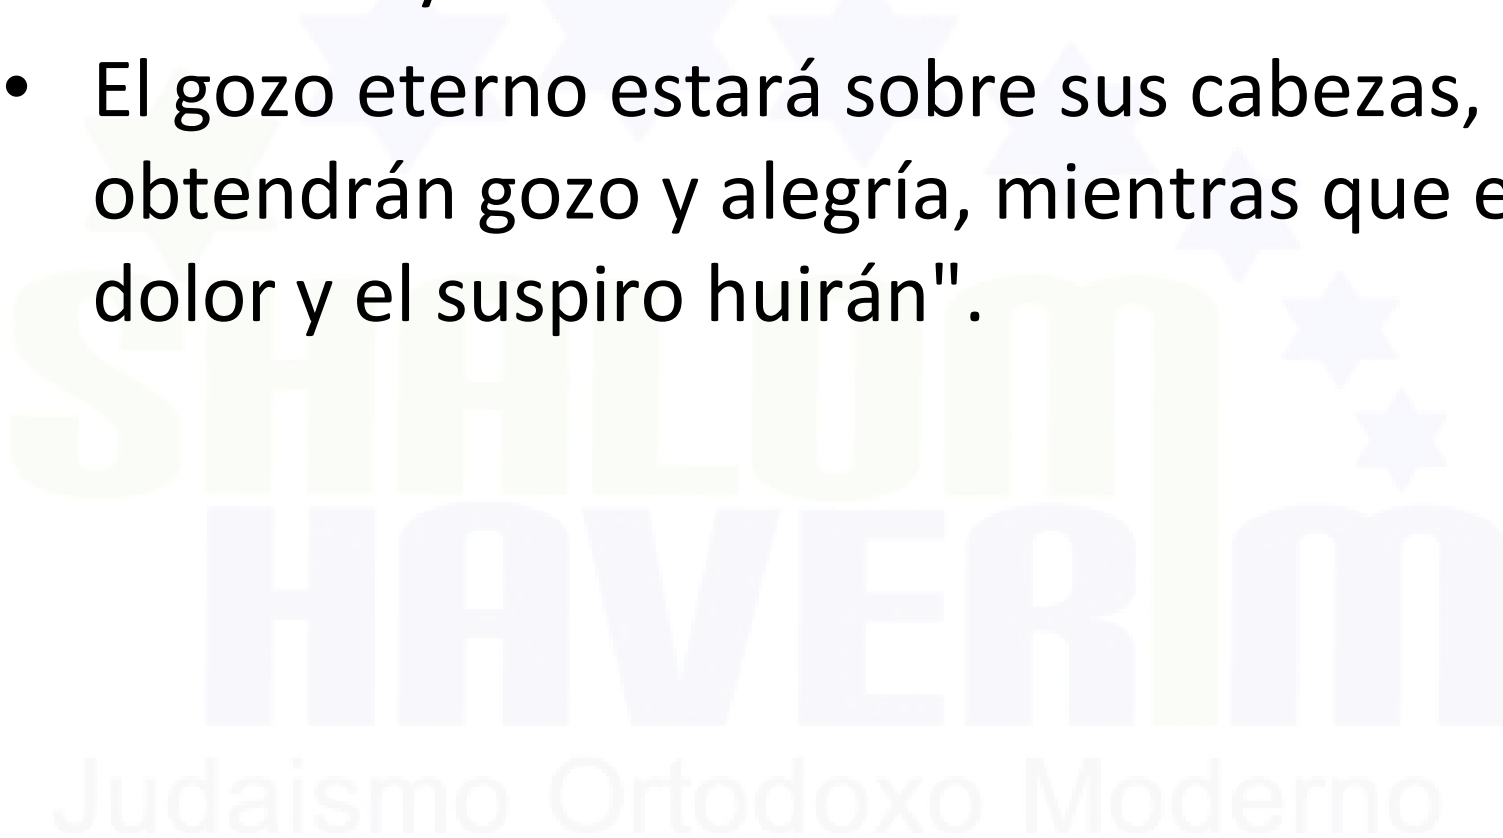 • El gozo eterno estará sobre sus cabezas,
obtendrán gozo y alegría, mientras que e
dolor y el suspiro huirán".
SHALOM
HAVERIM
Judaismo Ortodoxo Moderno